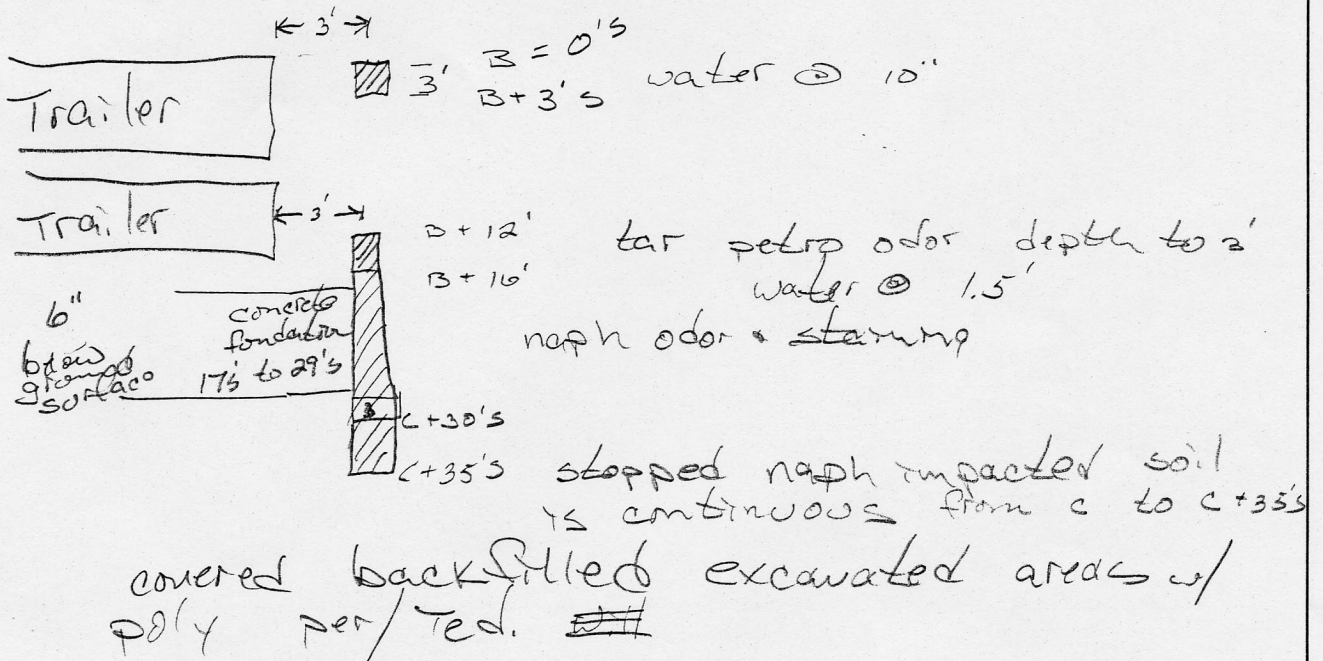 3'
Trailer
3'
B = 0's
B + 3's
water @ 10"
Trailer
3'
B + 12'
B + 16'
tar petro odor depth to 3'
water @ 1.5'
naph odor & staining
6"
below
ground
surface
concrete
fondation
17's to 29's
C+30's
C+35's
stopped naph impacted soil
is continuous from c to c +35's
covered backfilled excavated areas w/
poly per/ Ted.